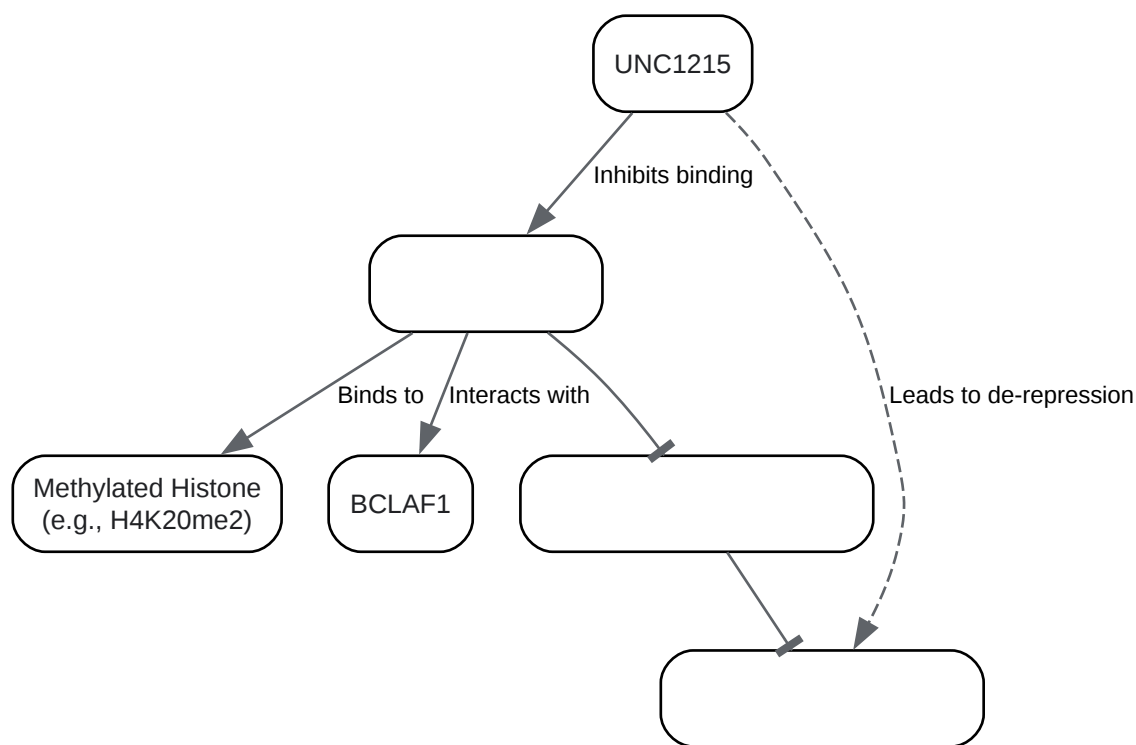 UNC1215
Inhibits binding
Binds to
Interacts with
Leads to de-repression
Methylated Histone
(e.g., H4K20me2)
BCLAF1